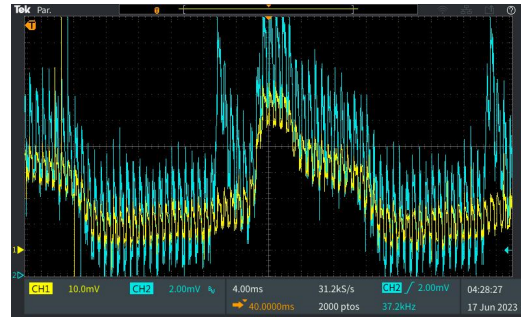 Tek Par.
T
1
2
CH1 10.0mV CH2 2.00mV 4.00ms 31.2kS/s CH2 / 2.00mV 04:28:27
40.0000ms 2000 ptos 37.2kHz 17 Jun 2023